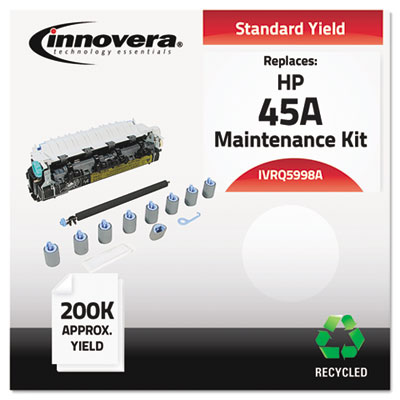 innovera
technology essentials
Standard Yield
Replaces:
HP
45A
Maintenance Kit
IVRQ5998A
200K
APPROX.
YIELD
RECYCLED